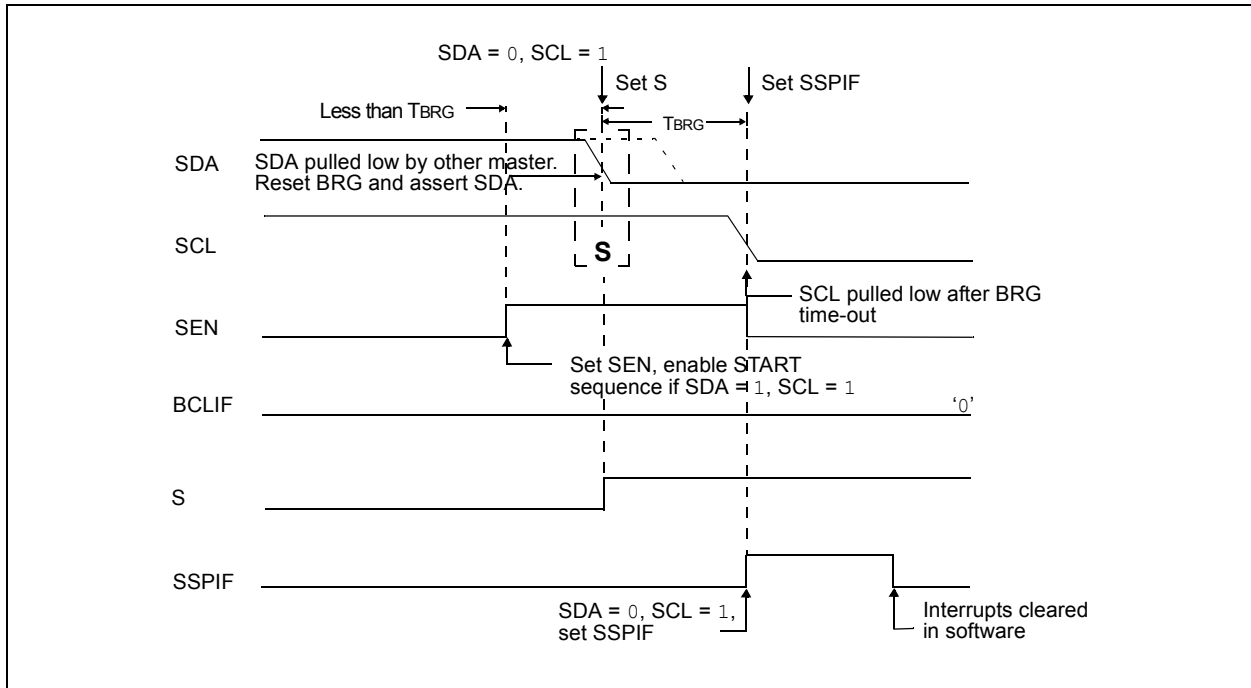 SDA = 0, SCL = 1
Set S
Set SSPIF
Less than TBRG
TBRG
SDA
SDA pulled low by other master.
Reset BRG and assert SDA.
SCL
S
SCL pulled low after BRG
time-out
SEN
Set SEN, enable START
sequence if SDA = 1, SCL = 1
BCLIF
‘0’
S
SSPIF
SDA = 0, SCL = 1,
set SSPIF
Interrupts cleared
in software